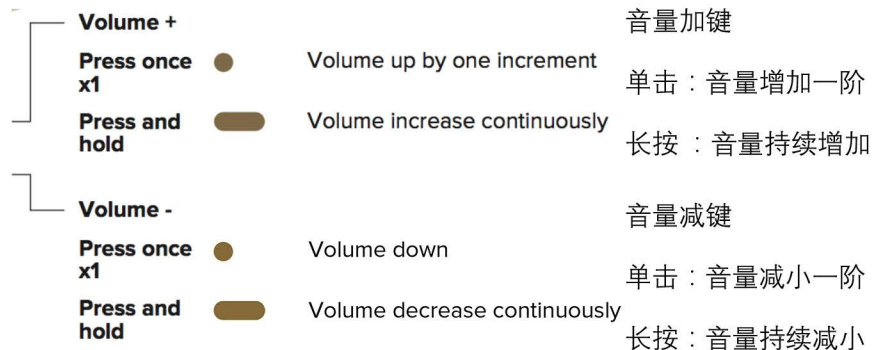 Volume +
音量加键
Press once x1
Volume up by one increment
单击：音量增加一阶
Press and hold
Volume increase continuously
长按 ：音量持续增加
Volume -
音量减键
Press once x1
Volume down
单击：音量减小一阶
Press and hold
Volume decrease continuously
长按：音量持续减小